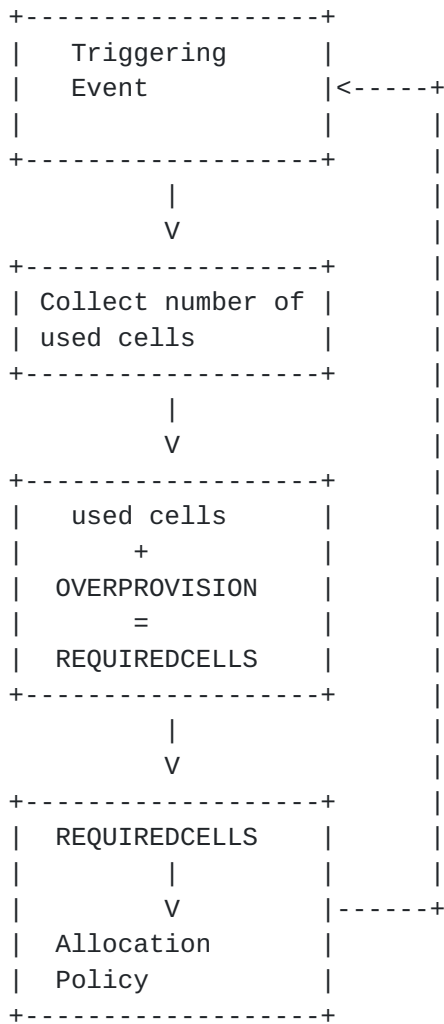 Triggering
Event
Collect number of
used cells
used cells
+
OVERPROVISION
=
REQUIREDCELLS
REQUIREDCELLS
Allocation
Policy